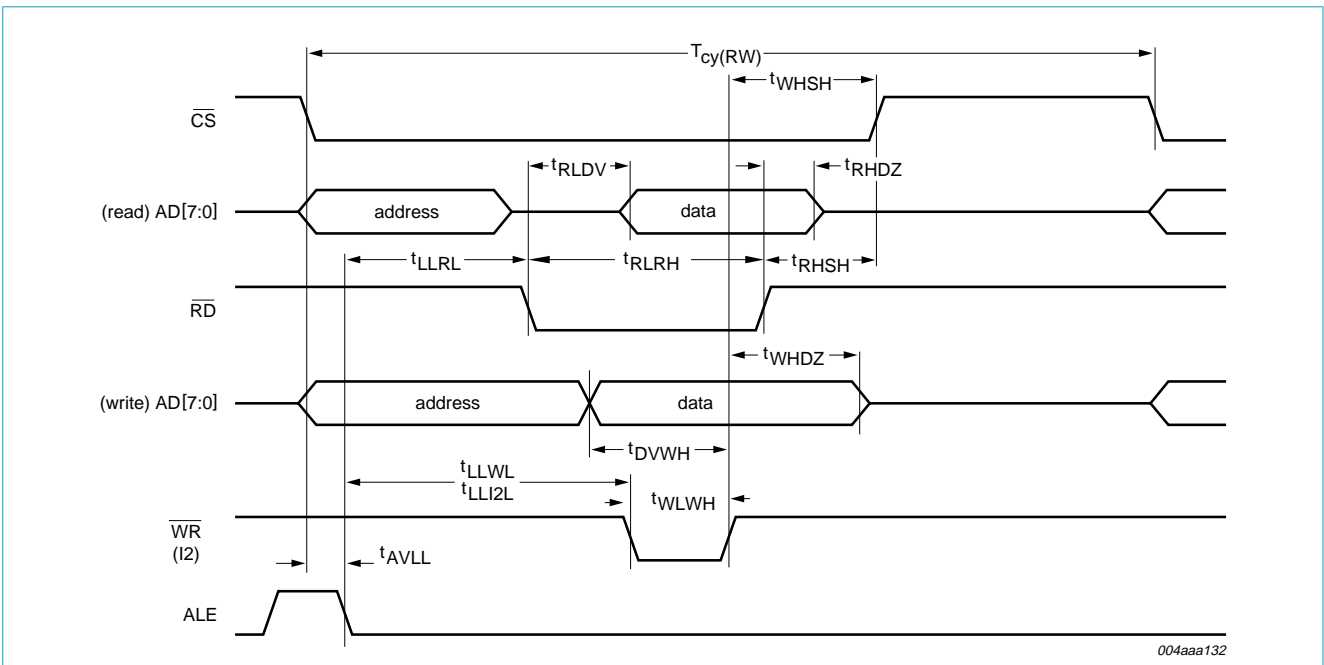 Tcy(RW)
tWHSH
CS
tRLDV
tRHDZ
(read) AD[7:0]
address
data
tLLRL
tRLRH
tRHSH
RD
tWHDZ
(write) AD[7:0]
address
data
tDVWH
tLLWL
tLLI2L
tWLWH
WR
(I2)
tAVLL
ALE
004aaa132